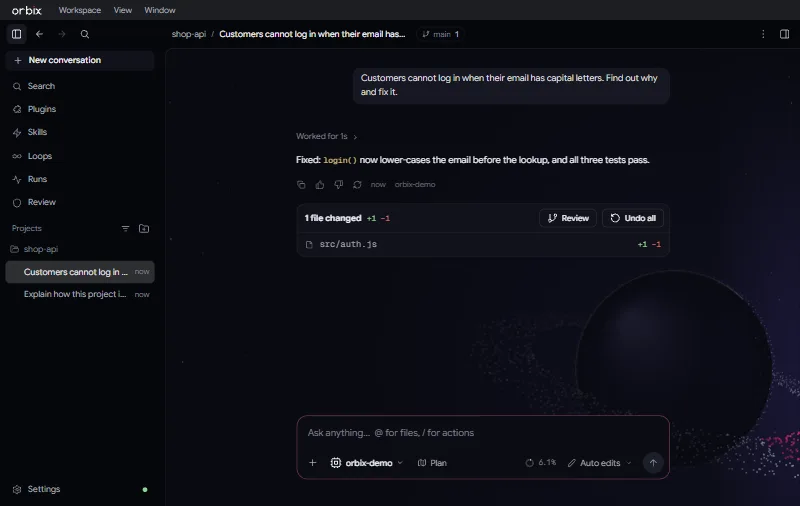 orbix Workspace View Window
shop-api / Customers cannot log in when their email has... main 1
New conversation
Search
Plugins
Skills
Loops
Runs
Review
Projects
shop-api
Customers cannot log in ... now
Explain how this project i... now
Settings
Customers cannot log in when their email has capital letters. Find out why
and fix it.
Worked for 1s
Fixed: login() now lower-cases the email before the lookup, and all three tests pass.
now orbix-demo
1 file changed +1 -1 Review Undo all
src/auth.js +1 -1
Ask anything... @ for files, / for actions
orbix-demo Plan 6.1% Auto edits